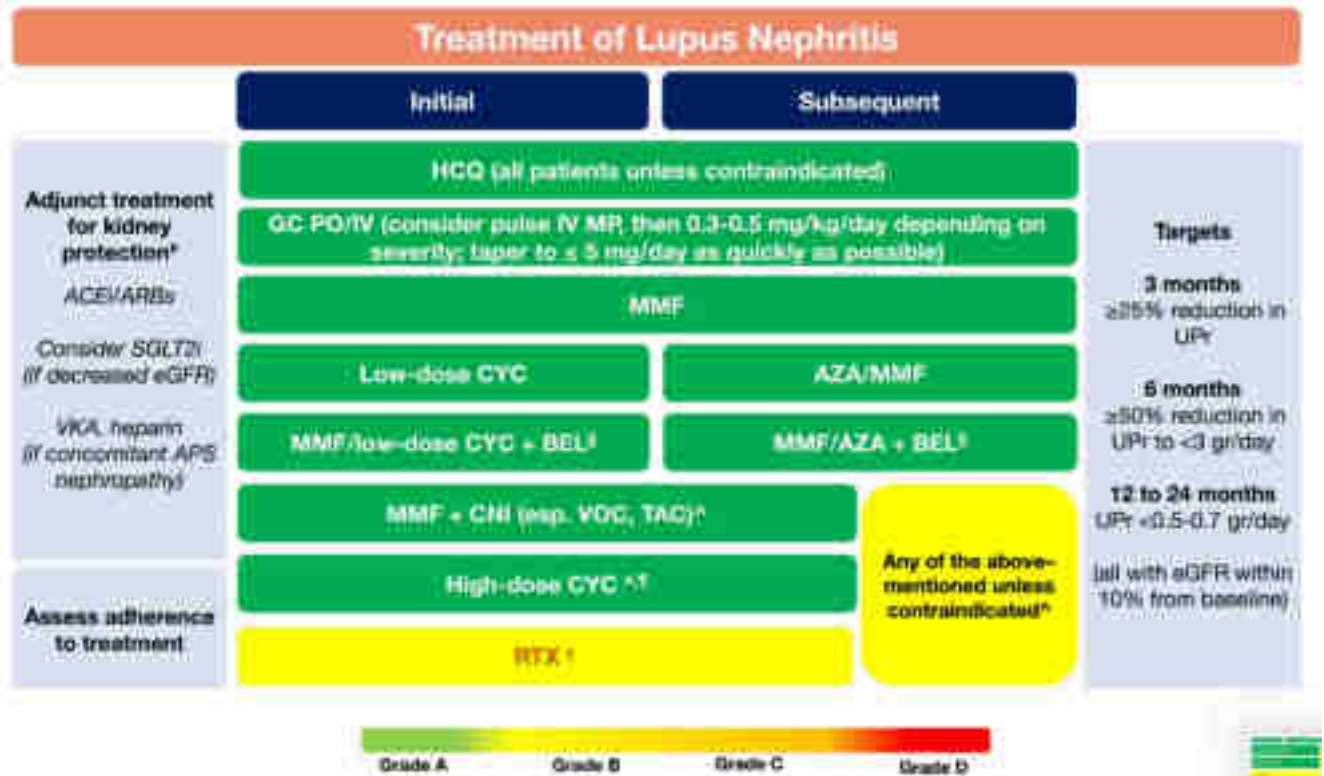 Treatment of Lupus Nephritis
Initial
Subsequent
Adjunct treatment
for kidney
protection*
ACEi/ARBs
Consider SGLT2i
(if decreased eGFR)
VKA, heparin
(if concomitant APS
nephropathy)
Assess adherence
to treatment
HCQ (all patients unless contraindicated)
GC PO/IV (consider pulse IV MP, then 0.3-0.5 mg/kg/day depending on
severity; taper to ≤ 5 mg/day as quickly as possible)
MMF
Low-dose CYC
AZA/MMF
MMF/low-dose CYC + BEL
MMF/AZA + BEL
MMF + CNI (esp. VOC, TAC)^
High-dose CYC
RTX
Any of the above-
mentioned unless
contraindicated^
Targets
3 months
≥25% reduction in
UPr
6 months
≥50% reduction in
UPr to <3 gr/day
12 to 24 months
UPr <0.5-0.7 gr/day
(all with eGFR within
10% from baseline)
Grade A
Grade B
Grade C
Grade D